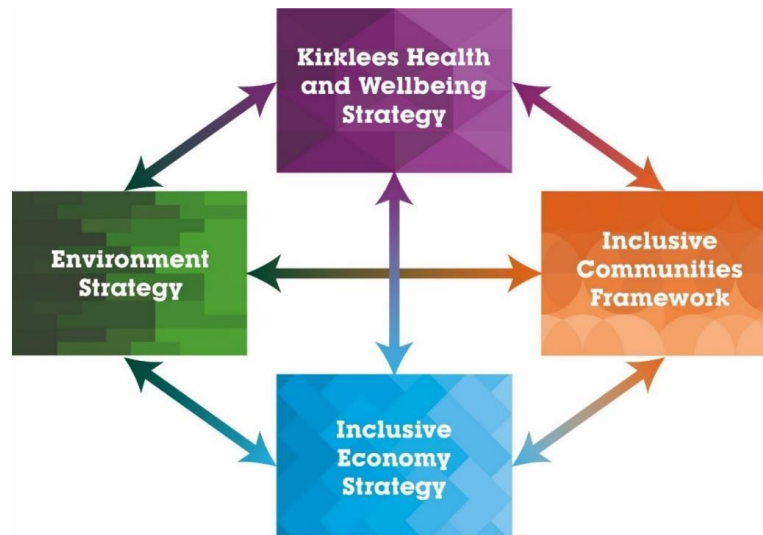 Kirklees Health
and Wellbeing
Strategy
Environment
Strategy
Inclusive
Communities
Framework
Inclusive
Economy
Strategy